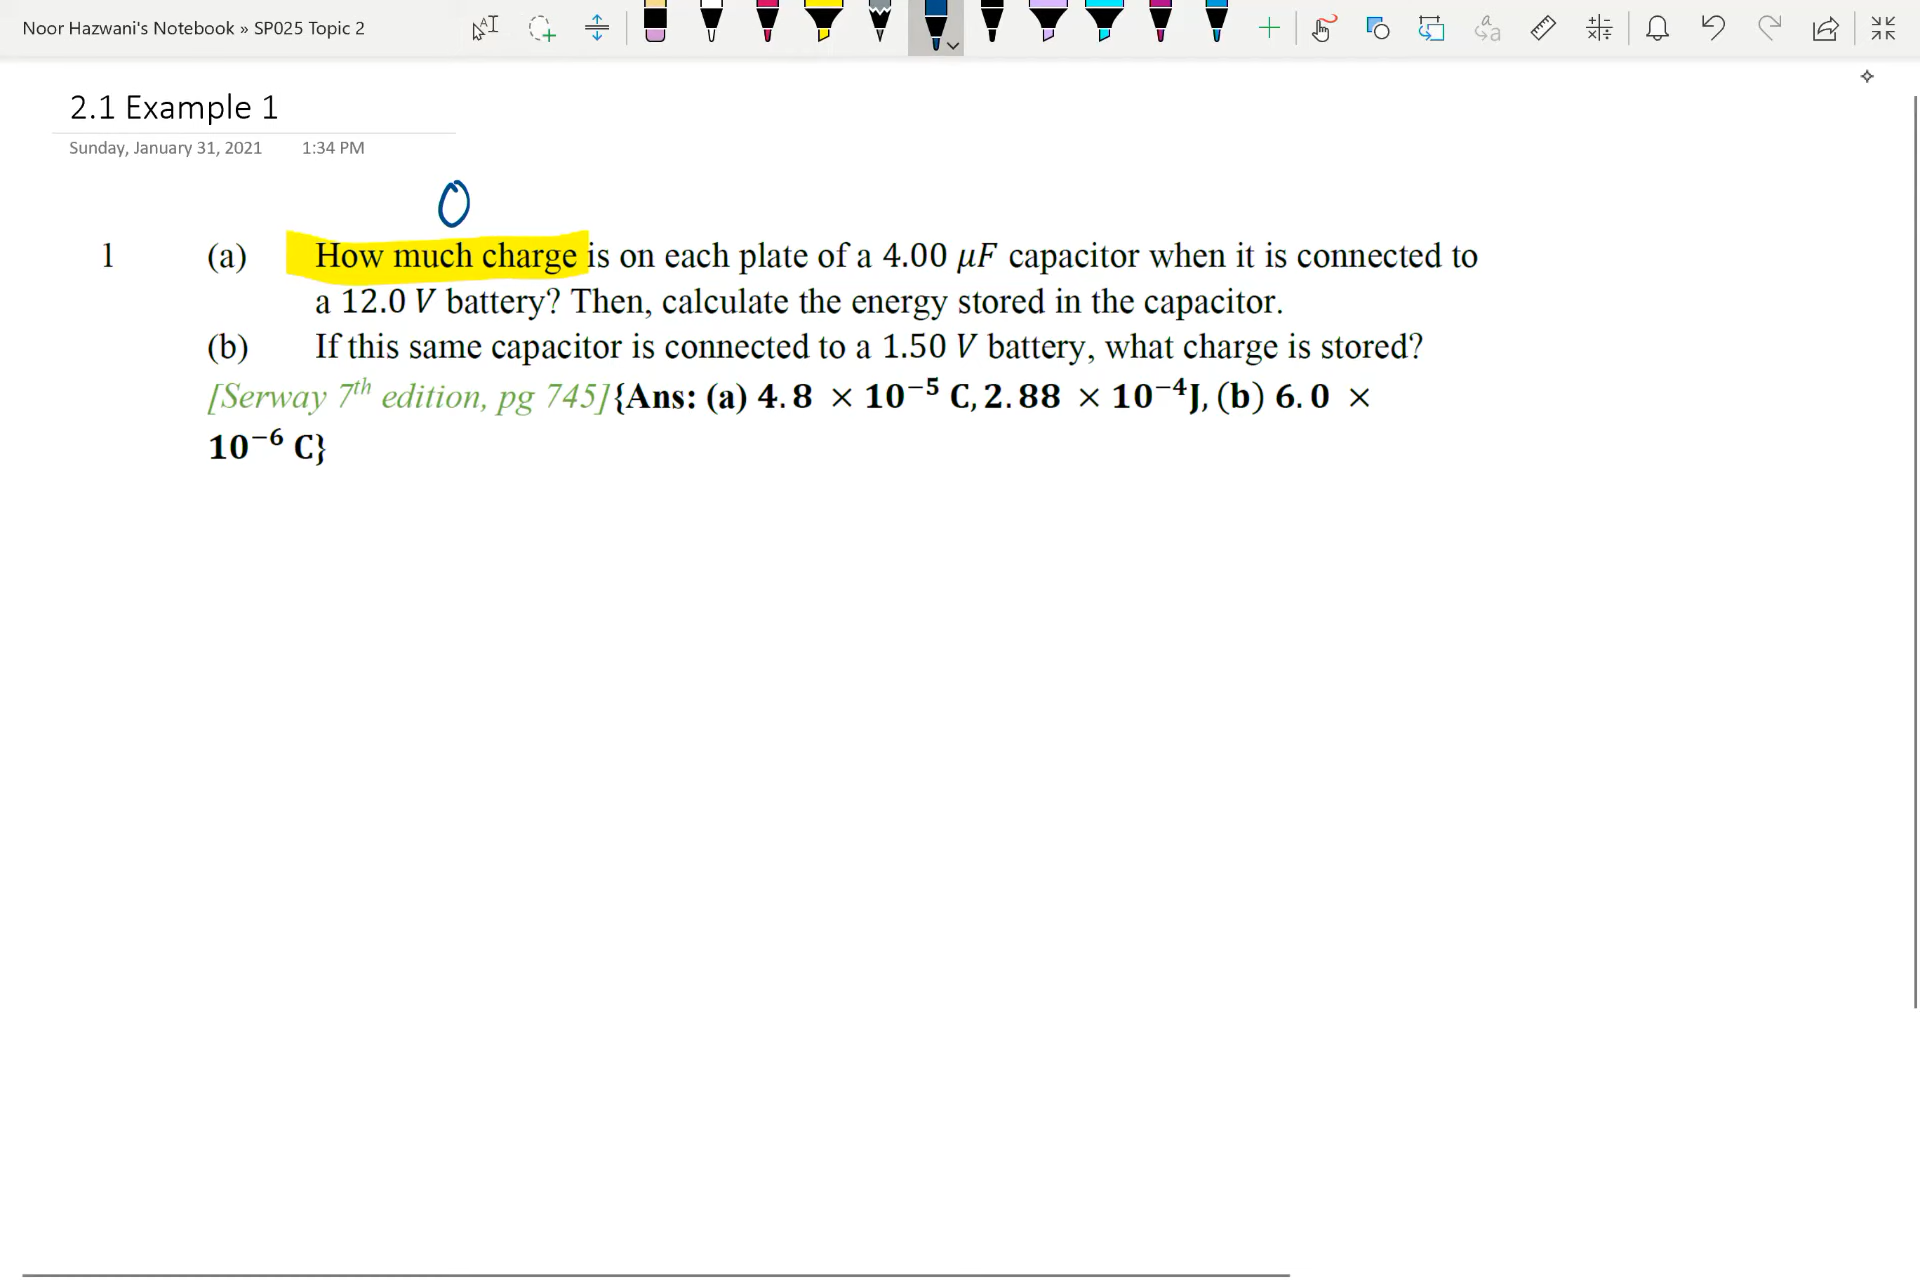 Noor Hazwani's Notebook » SP025 Topic 2
2.1 Example 1
Sunday, January 31, 2021 1:34 PM
O
1 (a) How much charge is on each plate of a 4.00 μF capacitor when it is connected to
a 12.0 V battery? Then, calculate the energy stored in the capacitor.
(b) If this same capacitor is connected to a 1.50 V battery, what charge is stored?
[Serway 7th edition, pg 745]{Ans: (a) 4.8 × 10⁻⁵ C, 2.88 × 10⁻⁴J, (b) 6.0 ×
10⁻⁶ C}